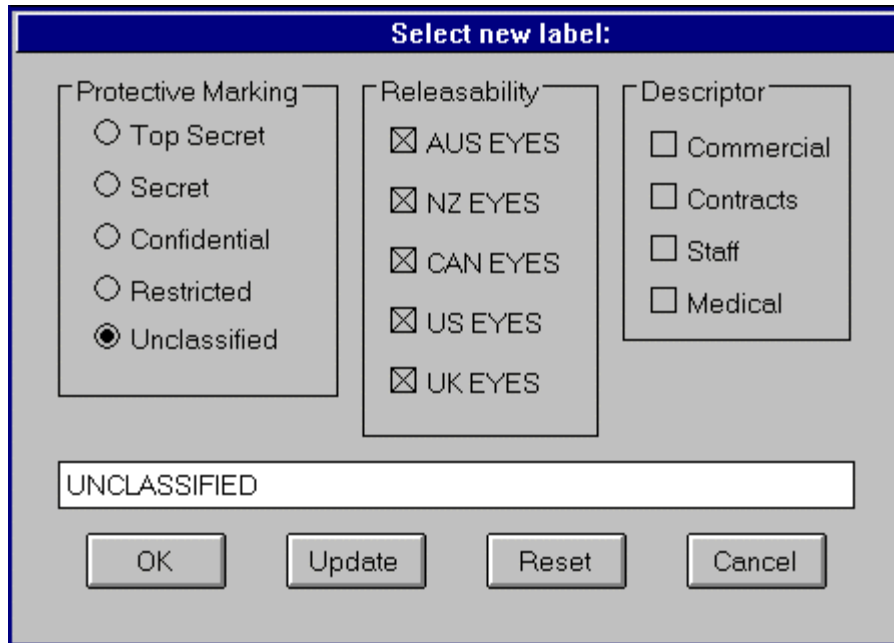 Select new label:
Protective Marking
Top Secret
Secret
Confidential
Restricted
Unclassified
Releasability
AUS EYES
NZ EYES
CAN EYES
US EYES
UK EYES
Descriptor
Commercial
Contracts
Staff
Medical
UNCLASSIFIED
OK
Update
Reset
Cancel